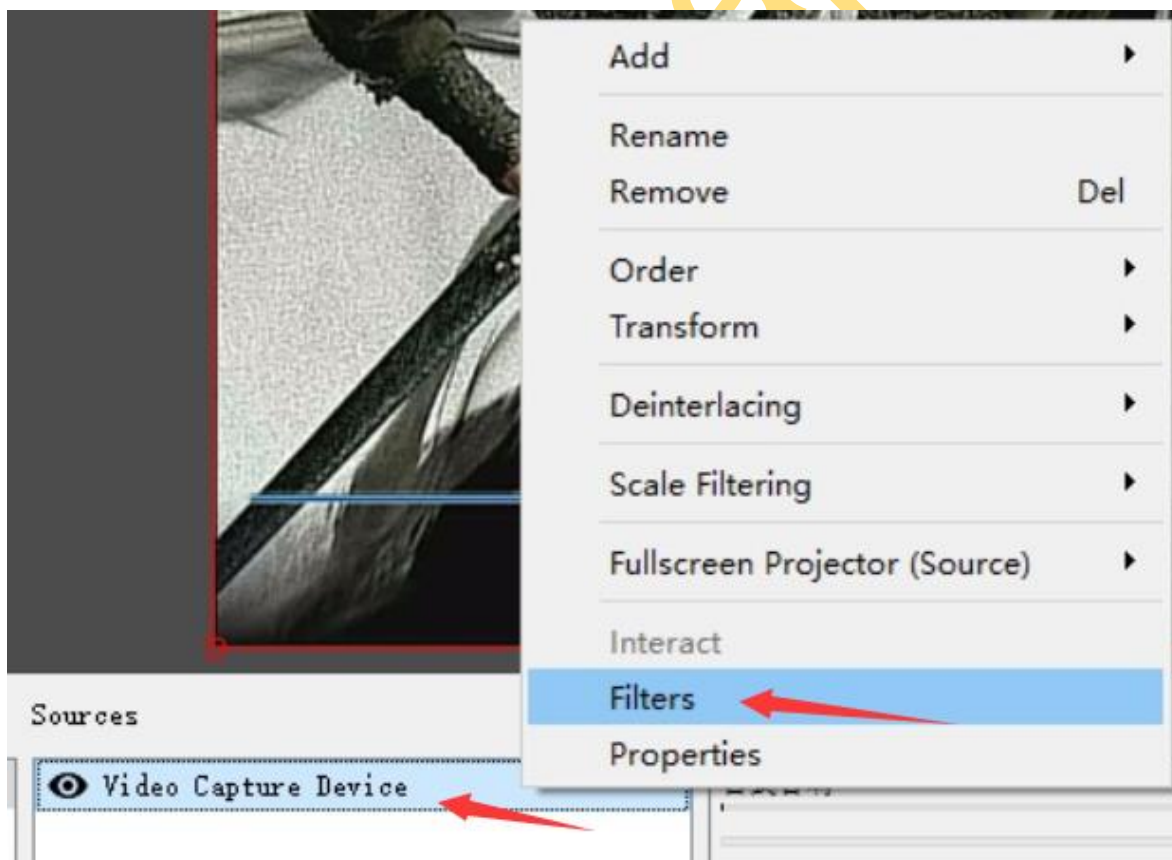 Add
Rename
Remove Del
Order
Transform
Deinterlacing
Scale Filtering
Fullscreen Projector (Source)
Interact
Filters
Properties
Sources
Video Capture Device